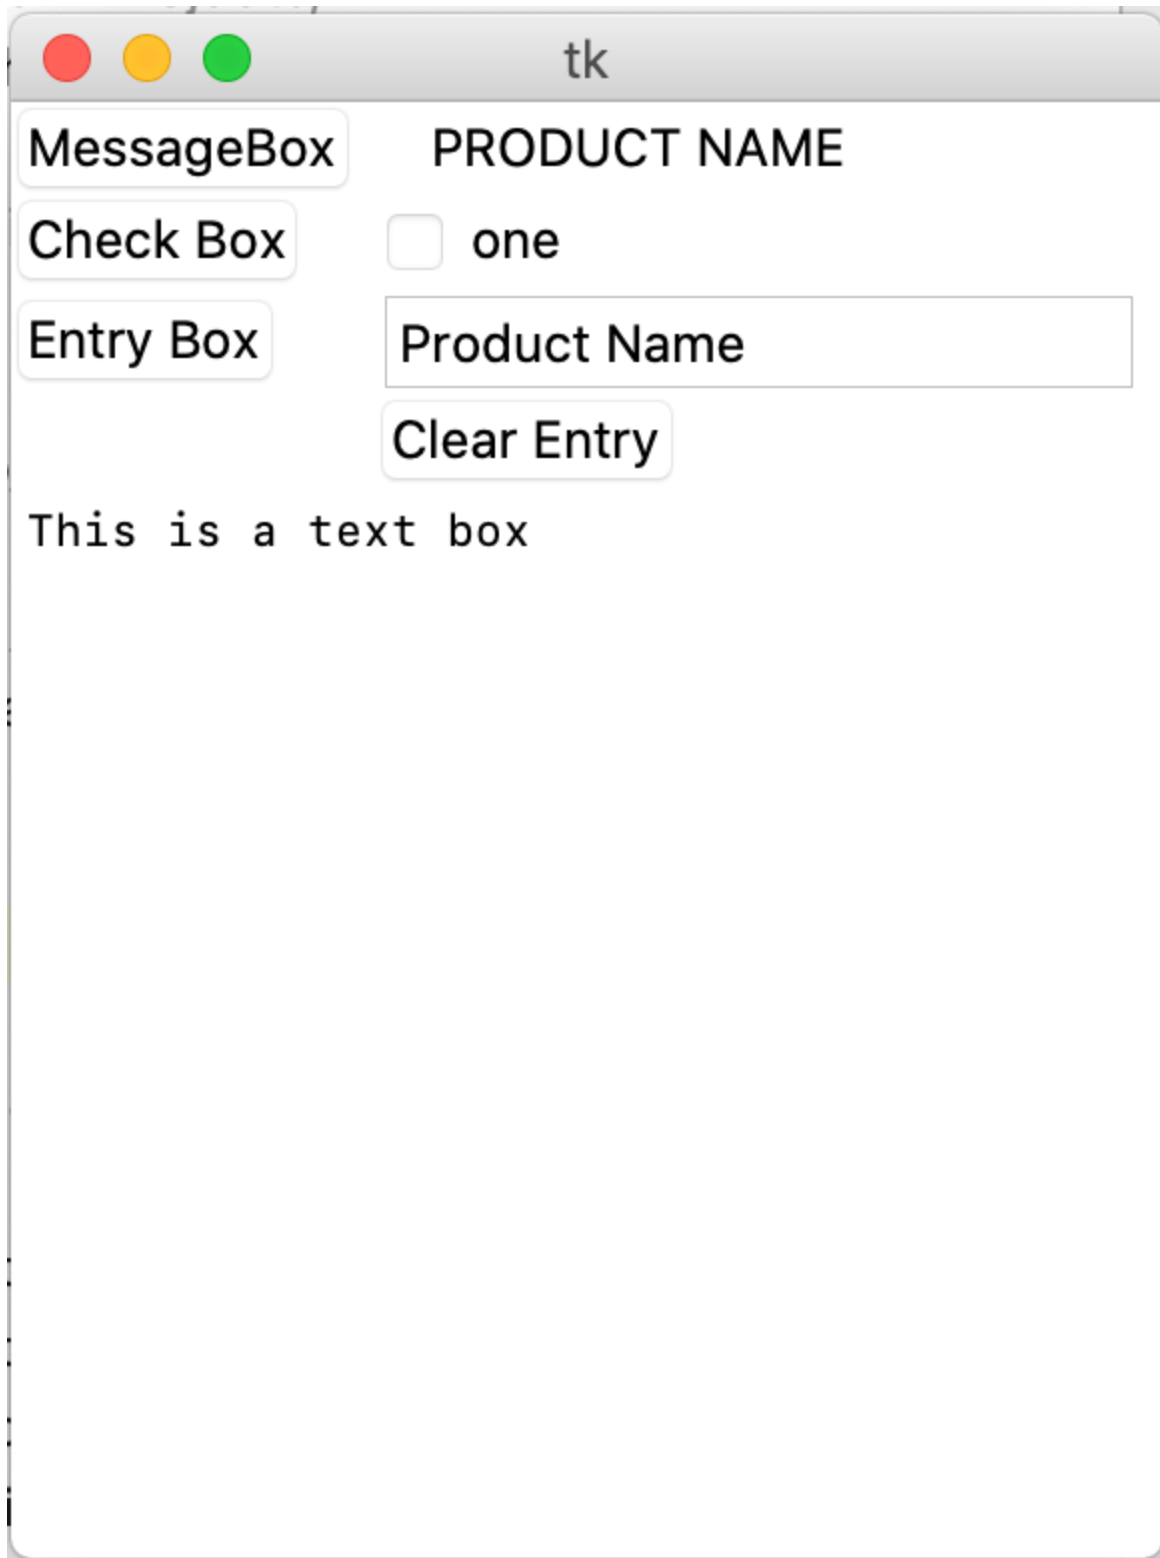 tk
MessageBox PRODUCT NAME
Check Box one
Entry Box Product Name
Clear Entry
This is a text box